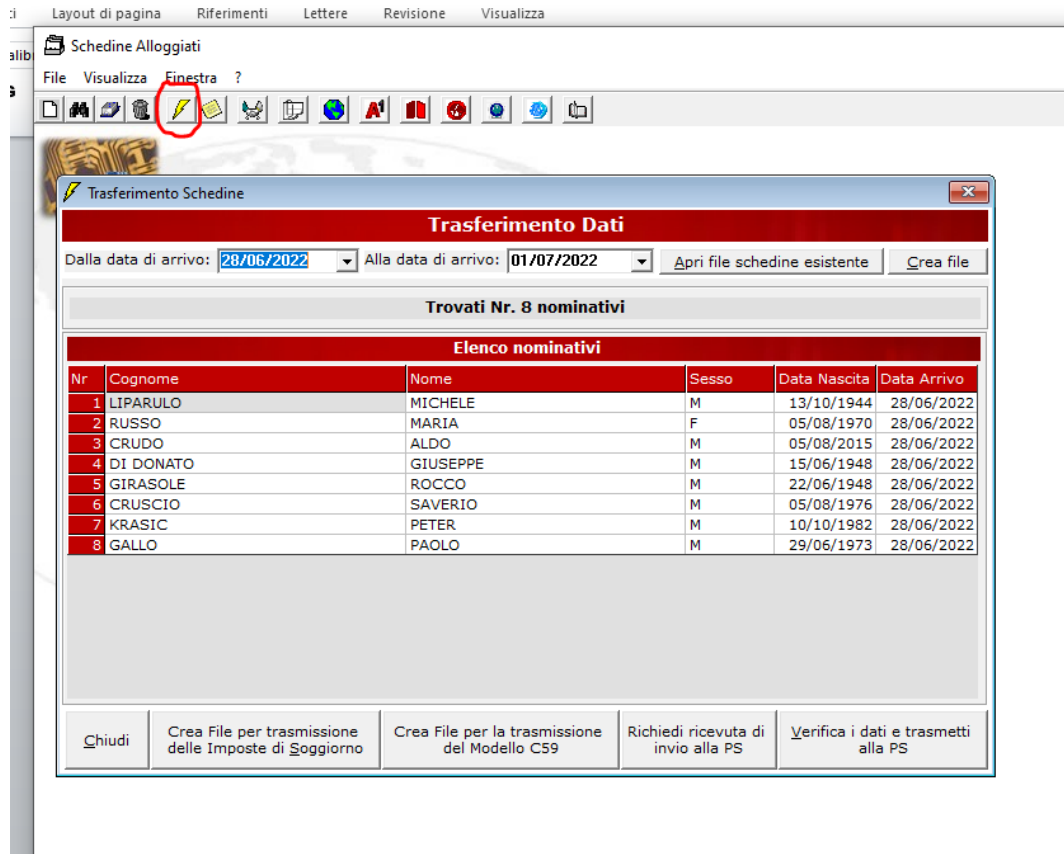 Layout di pagina Riferimenti Lettere Revisione Visualizza
Schedine Alloggiati
File Visualizza Finestra ?
Trasferimento Schedine
Trasferimento Dati
Dalla data di arrivo: 28/06/2022 Alla data di arrivo: 01/07/2022 Apri file schedine esistente Crea file
Trovati Nr. 8 nominativi
Elenco nominativi
Nr Cognome Nome Sesso Data Nascita Data Arrivo
1 LIPARULO MICHELE M 13/10/1944 28/06/2022
2 RUSSO MARIA F 05/08/1970 28/06/2022
3 CRUDO ALDO M 05/08/2015 28/06/2022
4 DI DONATO GIUSEPPE M 15/06/1948 28/06/2022
5 GIRASOLE ROCCO M 22/06/1948 28/06/2022
6 CRUSCIO SAVERIO M 05/08/1976 28/06/2022
7 KRASIC PETER M 10/10/1982 28/06/2022
8 GALLO PAOLO M 29/06/1973 28/06/2022
Chiudi
Crea File per trasmissione
delle Imposte di Soggiorno
Crea File per la trasmissione
del Modello C59
Richiedi ricevuta di
invio alla PS
Verifica i dati e trasmetti
alla PS